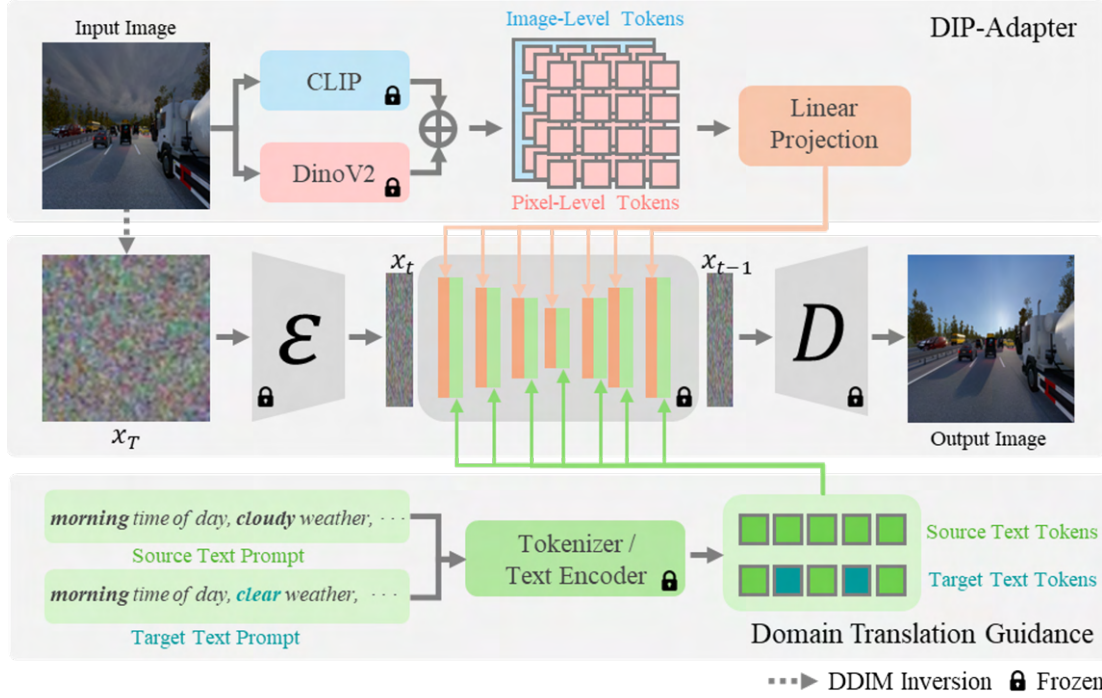 Input Image
Image-Level Tokens
DIP-Adapter
CLIP
DinoV2
Linear
Projection
Pixel-Level Tokens
x_t
x_{t-1}
ε
D
x_T
Output Image
morning time of day, cloudy weather, · · ·
Source Text Prompt
morning time of day, clear weather, · · ·
Target Text Prompt
Tokenizer /
Text Encoder
Source Text Tokens
Target Text Tokens
Domain Translation Guidance
DDIM Inversion
Frozen